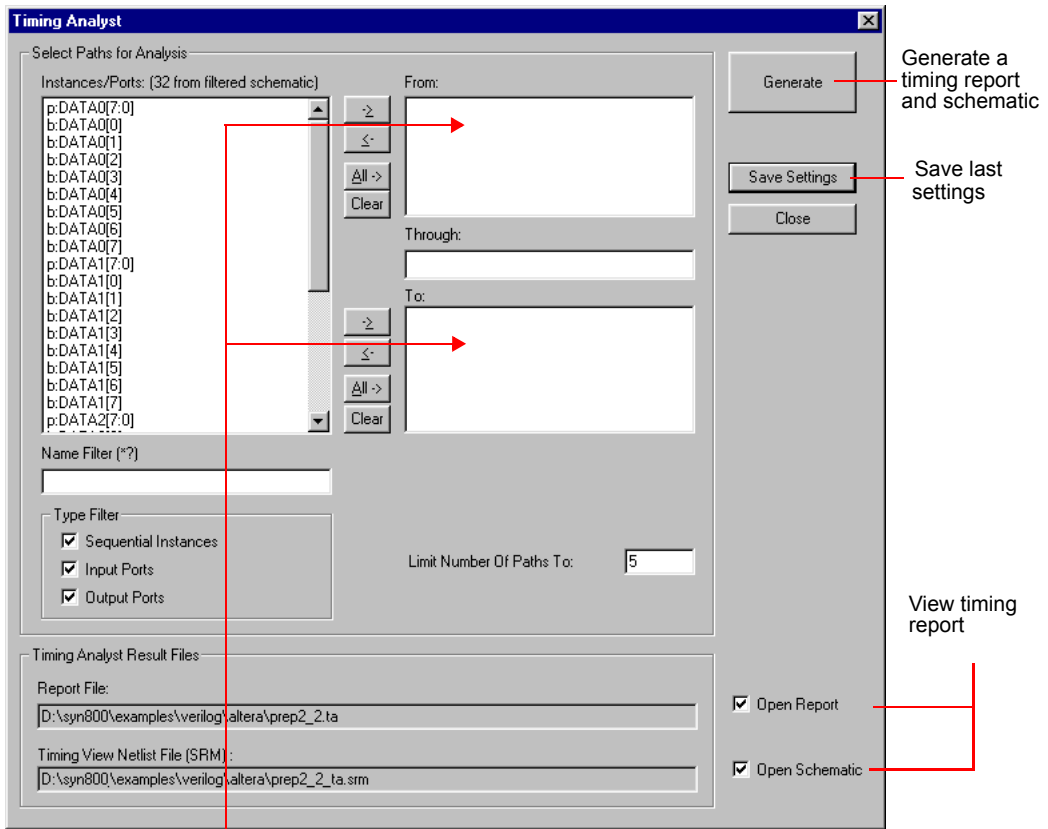 Timing Analyst
Select Paths for Analysis
Instances/Ports: (32 from filtered schematic)
p:DATA0[7:0]
b:DATA0[0]
b:DATA0[1]
b:DATA0[2]
b:DATA0[3]
b:DATA0[4]
b:DATA0[5]
b:DATA0[6]
b:DATA0[7]
p:DATA1[7:0]
b:DATA1[0]
b:DATA1[1]
b:DATA1[2]
b:DATA1[3]
b:DATA1[4]
b:DATA1[5]
b:DATA1[6]
b:DATA1[7]
p:DATA2[7:0]
->
<-
All ->
Clear
->
<-
All ->
Clear
From:
Through:
To:
Name Filter (*?)
Type Filter
Sequential Instances
Input Ports
Output Ports
Limit Number Of Paths To:
5
Generate
Save Settings
Close
Generate a
timing report
and schematic
Save last
settings
Timing Analyst Result Files
Report File:
D:\syn800\examples\verilog\altera\prep2_2.ta
Timing View Netlist File (SRM) :
D:\syn800\examples\verilog\altera\prep2_2_ta.srm
Open Report
Open Schematic
View timing
report